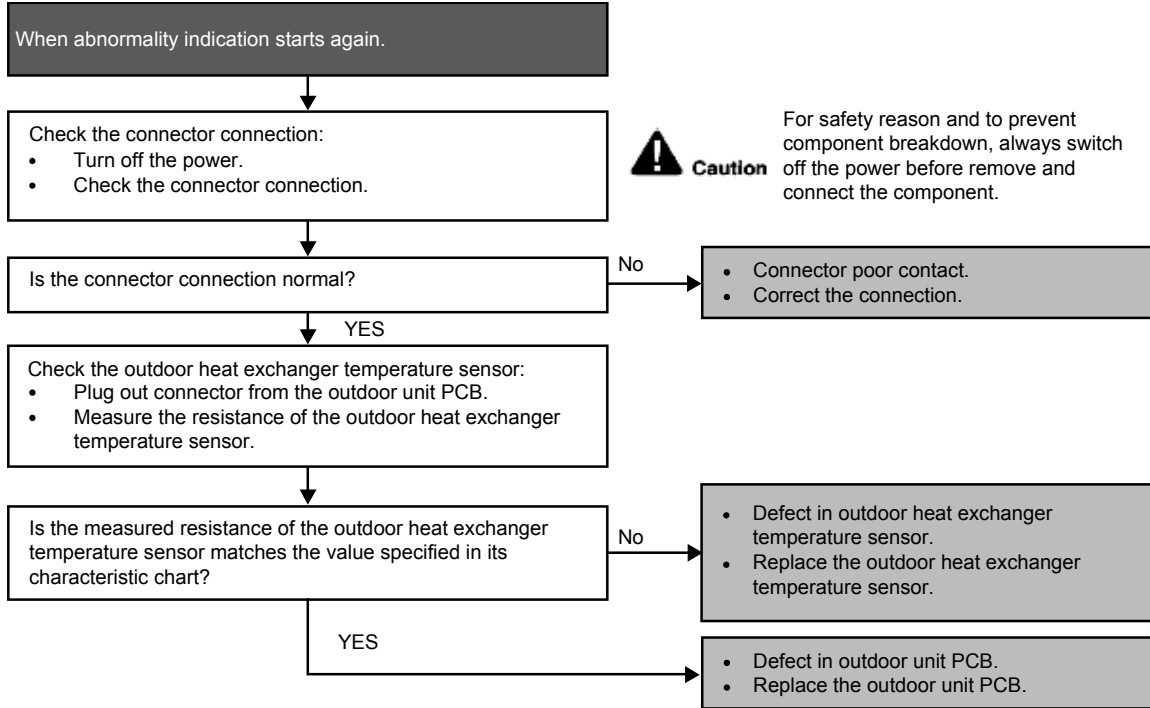 When abnormality indication starts again.
Check the connector connection:
• Turn off the power.
• Check the connector connection.
For safety reason and to prevent
component breakdown, always switch
off the power before remove and
connect the component.
Caution
Is the connector connection normal?
No
• Connector poor contact.
• Correct the connection.
YES
Check the outdoor heat exchanger temperature sensor:
• Plug out connector from the outdoor unit PCB.
• Measure the resistance of the outdoor heat exchanger
temperature sensor.
Is the measured resistance of the outdoor heat exchanger
temperature sensor matches the value specified in its
characteristic chart?
No
• Defect in outdoor heat exchanger
temperature sensor.
• Replace the outdoor heat exchanger
temperature sensor.
YES
• Defect in outdoor unit PCB.
• Replace the outdoor unit PCB.